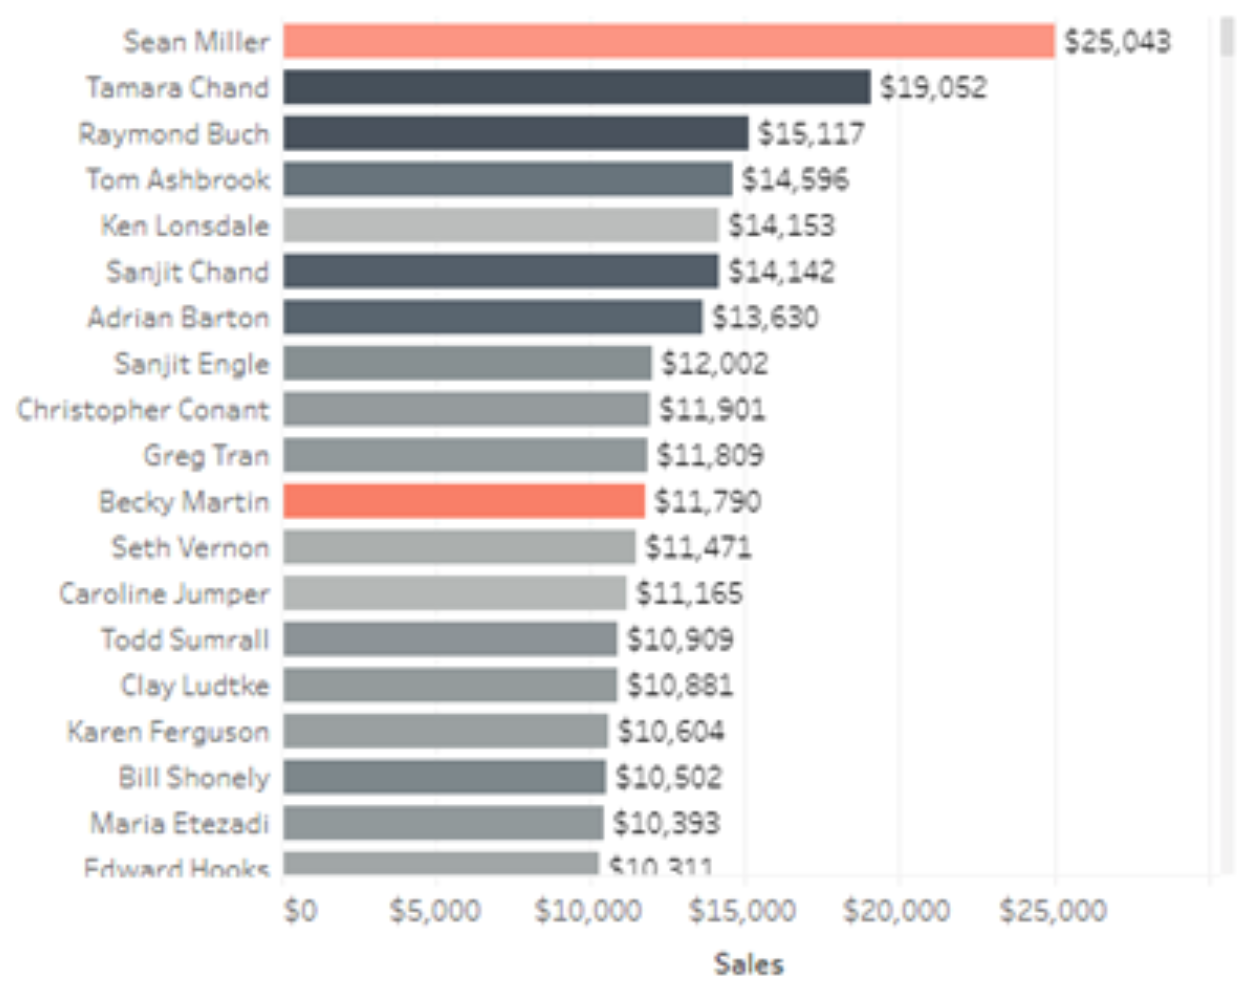 Sean Miller $25,043
Tamara Chand $19,052
Raymond Buch $15,117
Tom Ashbrook $14,596
Ken Lonsdale $14,153
Sanjit Chand $14,142
Adrian Barton $13,630
Sanjit Engle $12,002
Christopher Conant $11,901
Greg Tran $11,809
Becky Martin $11,790
Seth Vernon $11,471
Caroline Jumper $11,165
Todd Sumrall $10,909
Clay Ludtke $10,881
Karen Ferguson $10,604
Bill Shonely $10,502
Maria Etezadi $10,393
Edward Hooks $10,311
$0 $5,000 $10,000 $15,000 $20,000 $25,000
Sales